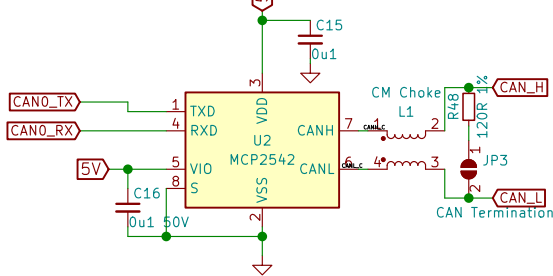 C15
0u1
CAN0_TX
CAN0_RX
5V
1
4
5
8
TXD
RXD
VIO
S
3
VDD
U2
MCP2542
VSS
2
CANH
CANL
7
6
CANH_C
CANL_C
CM Choke
L1
1
2
4
3
R48
120R 1%
CAN_H
1
JP3
2
CAN_L
CAN Termination
C16
0u1 50V